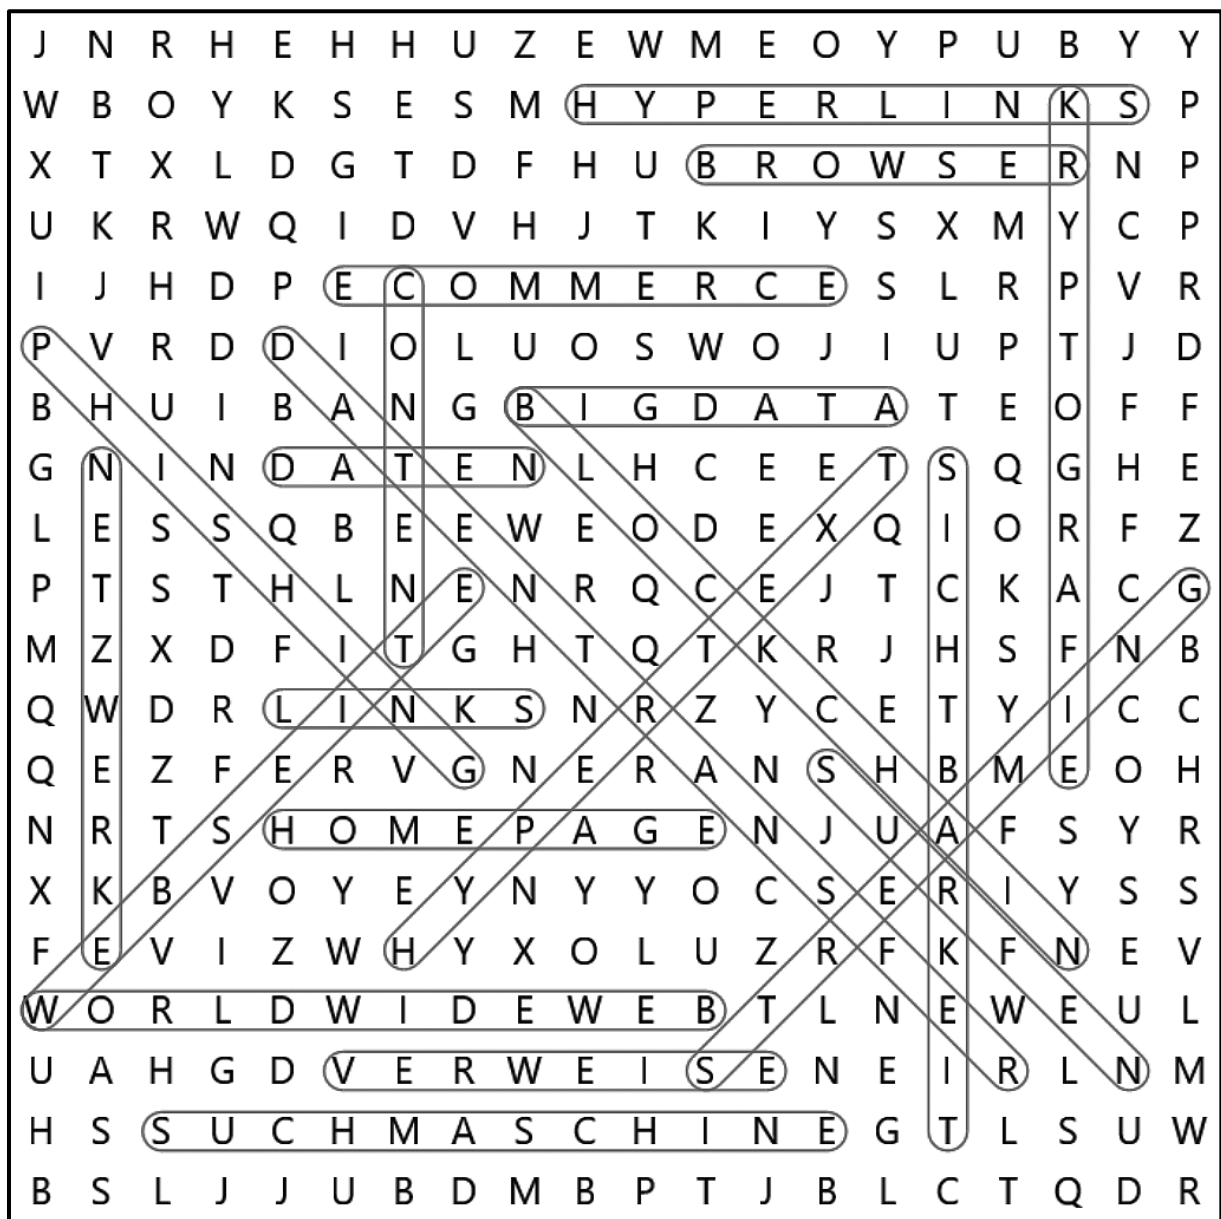 J N R H E H H U Z E W M E O Y P U B Y Y
W B O Y K S E S M H Y P E R L I N K S P
X T X L D G T D F H U B R O W S E R N P
U K R W Q I D V H J T K I Y S X M Y C P
I J H D P E C O M M E R C E S L R P V R
P V R D D I O L U O S W O J I U P T J D
B H U I B A N G B I G D A T A T E O F F
G N I N D A T E N L H C E E T S Q G H E
L E S S Q B E E W E O D E X Q I O R F Z
P T S T H L N E N R Q C E J T C K A C G
M Z X D F I T G H T Q T K R J H S F N B
Q W D R L I N K S N R Z Y C E T Y I C C
Q E Z F E R V G N E R A N S H B M E O H
N R T S H O M E P A G E N J U A F S Y R
X K B V O Y E Y N Y Y O C S E R I Y S S
F E V I Z W H Y X O L U Z R F K F N E V
W O R L D W I D E W E B T L N E W E U L
U A H G D V E R W E I S E N E I R L N M
H S S U C H M A S C H I N E G T L S U W
B S L J J U B D M B P T J B L C T Q D R